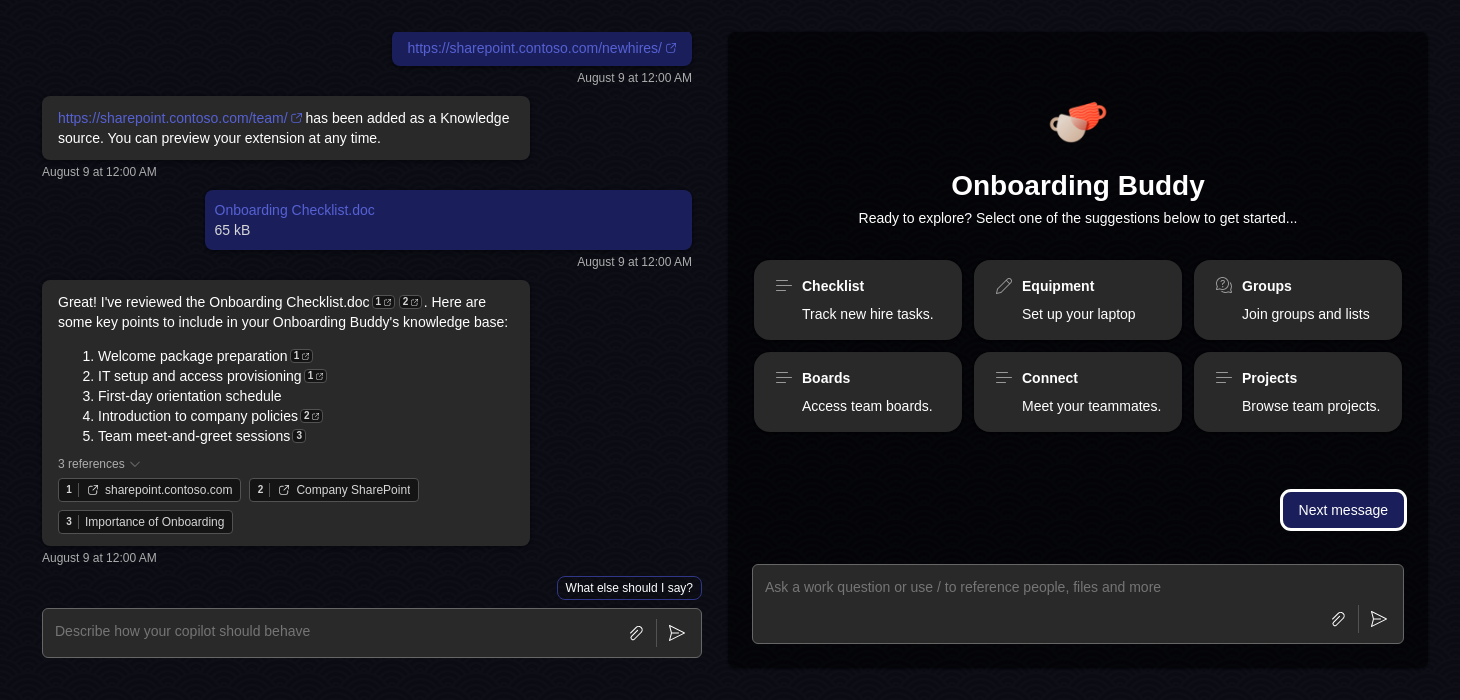 https://sharepoint.contoso.com/newhires/
August 9 at 12:00 AM
https://sharepoint.contoso.com/team/ has been added as a Knowledge
source. You can preview your extension at any time.
August 9 at 12:00 AM
Onboarding Checklist.doc
65 kB
August 9 at 12:00 AM
Great! I've reviewed the Onboarding Checklist.doc 1 2 . Here are
some key points to include in your Onboarding Buddy's knowledge base:
1. Welcome package preparation 1
2. IT setup and access provisioning 1
3. First-day orientation schedule
4. Introduction to company policies 2
5. Team meet-and-greet sessions 3
3 references
1 sharepoint.contoso.com
2 Company SharePoint
3 Importance of Onboarding
August 9 at 12:00 AM
What else should I say?
Describe how your copilot should behave
Onboarding Buddy
Ready to explore? Select one of the suggestions below to get started...
Checklist
Track new hire tasks.
Equipment
Set up your laptop
Groups
Join groups and lists
Boards
Access team boards.
Connect
Meet your teammates.
Projects
Browse team projects.
Next message
Ask a work question or use / to reference people, files and more